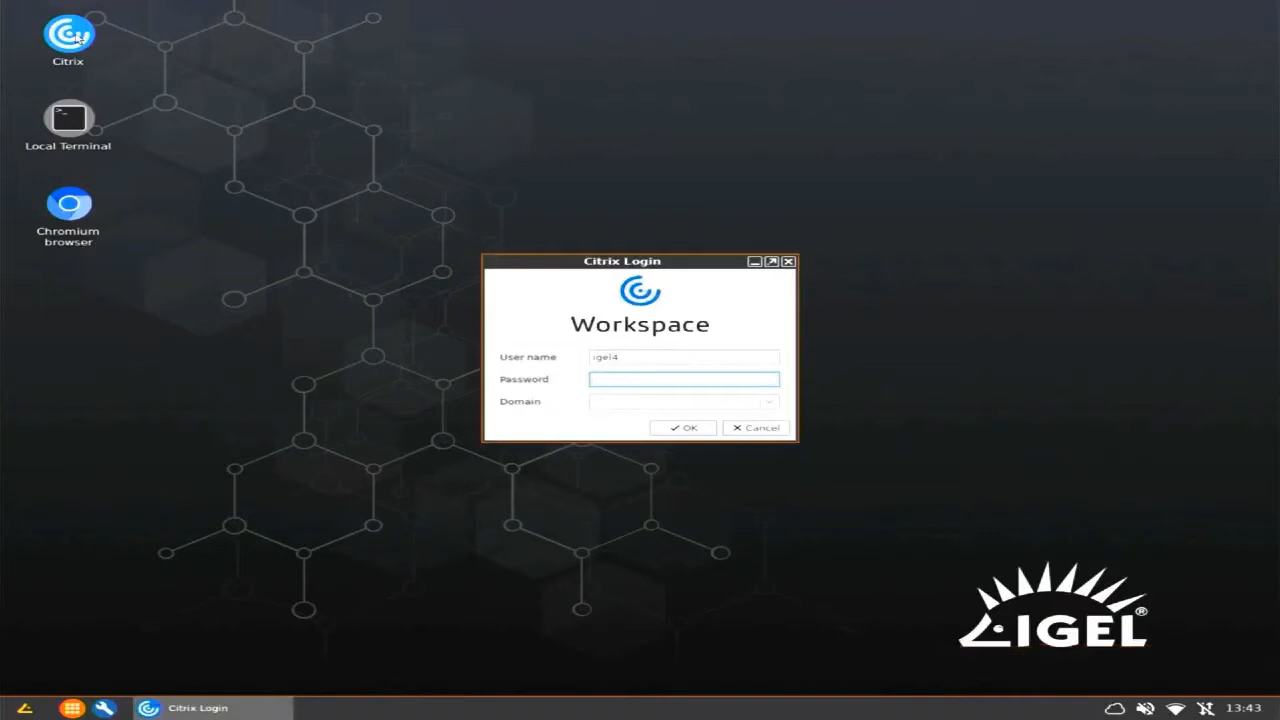 Citrix
Local Terminal
Chromium
browser
Citrix Login
Workspace
User name
igel4
Password
Domain
OK
Cancel
IGEL®
Citrix Login
13:43